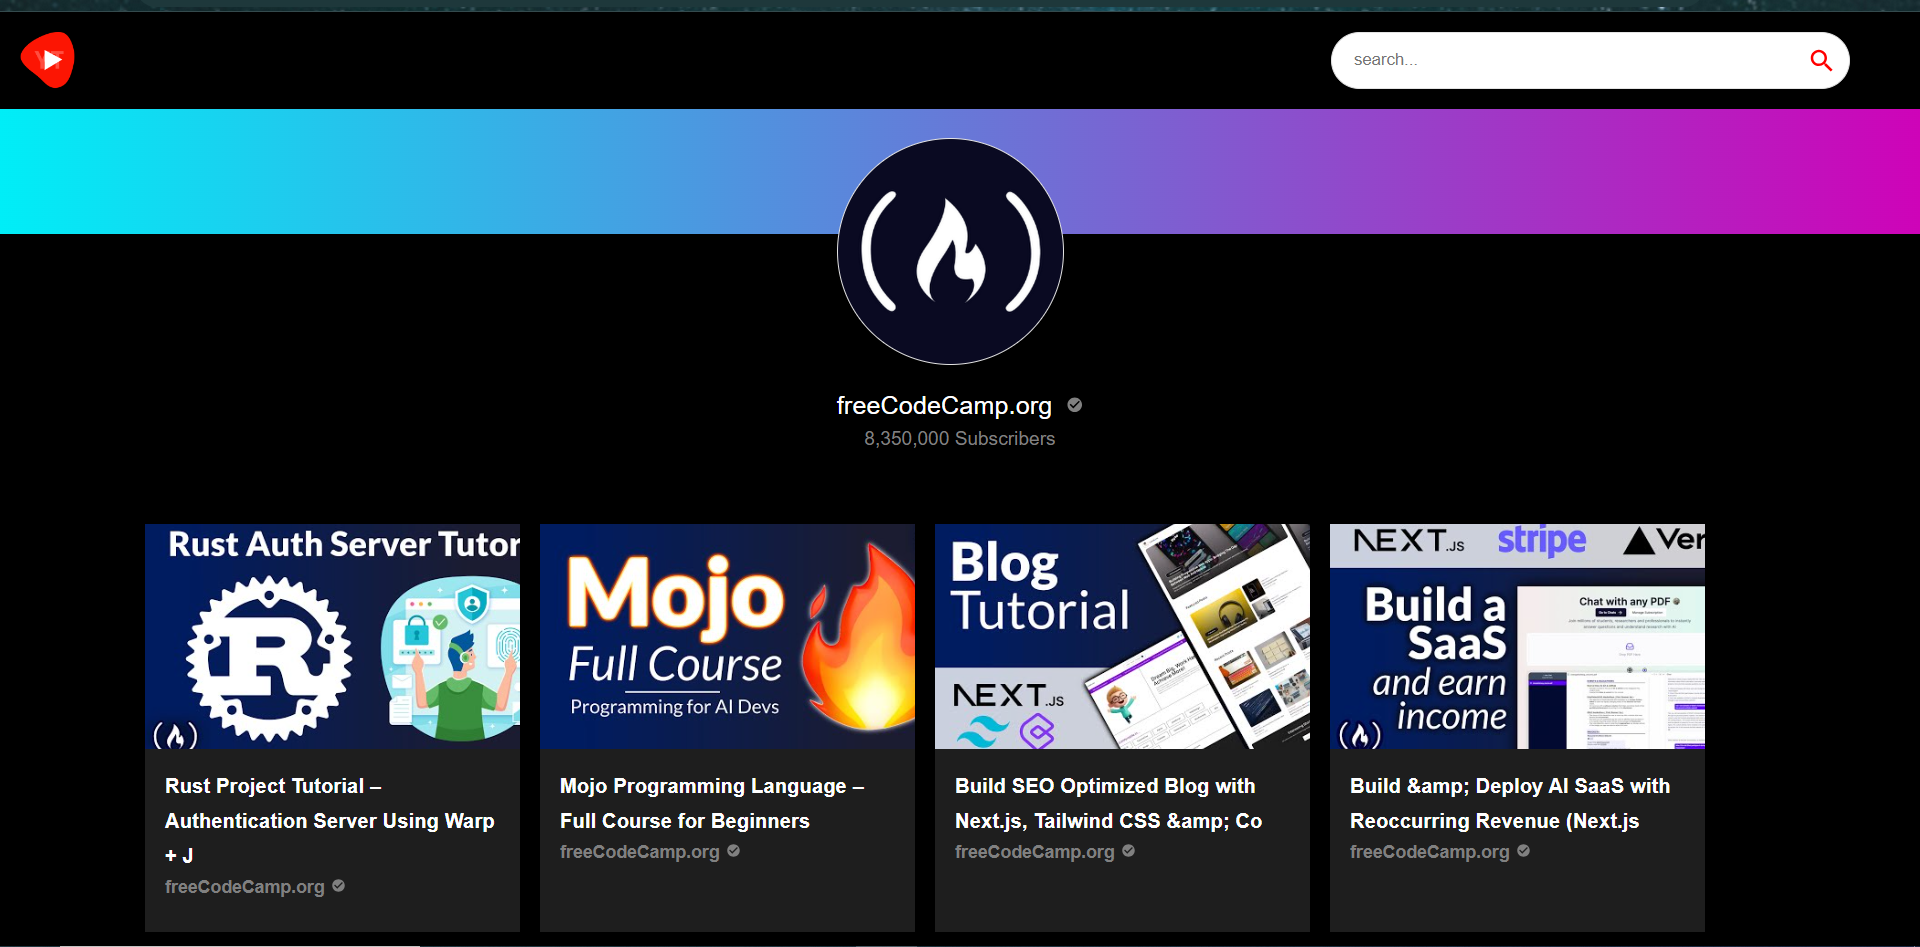 search...
freeCodeCamp.org
8,350,000 Subscribers
Rust Auth Server Tutor
R
Mojo
Full Course
Programming for AI Devs
Blog
Tutorial
NEXT.JS
NEXT.JS stripe Ver
Build a
SaaS
and earn
income
Chat with any PDF
Rust Project Tutorial –
Authentication Server Using Warp
+ J
freeCodeCamp.org
Mojo Programming Language –
Full Course for Beginners
freeCodeCamp.org
Build SEO Optimized Blog with
Next.js, Tailwind CSS &amp; Co
freeCodeCamp.org
Build &amp; Deploy AI SaaS with
Reoccurring Revenue (Next.js
freeCodeCamp.org